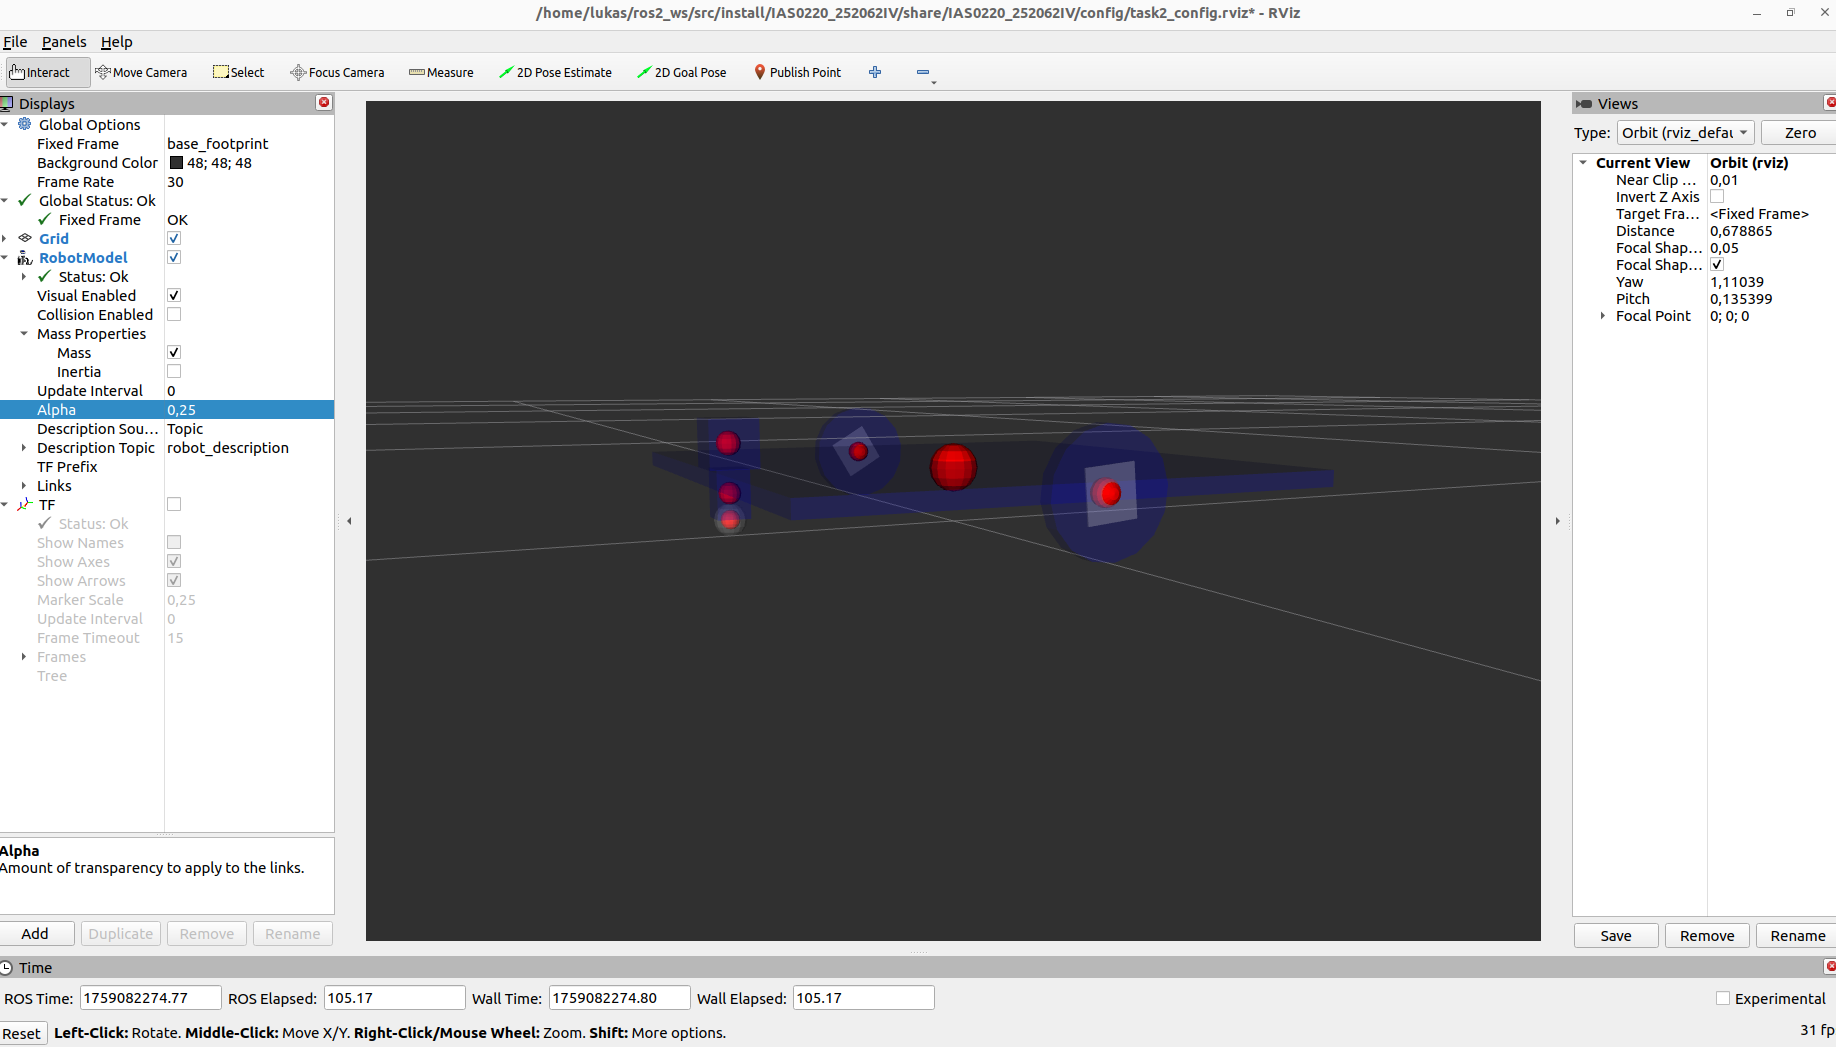 /home/lukas/ros2_ws/src/install/IAS0220_252062IV/share/IAS0220_252062IV/config/task2_config.rviz* - RViz
File Panels Help
Interact Move Camera Select Focus Camera Measure 2D Pose Estimate 2D Goal Pose Publish Point
Displays
Global Options
Fixed Frame base_footprint
Background Color 48; 48; 48
Frame Rate 30
Global Status: Ok
Fixed Frame OK
Grid
RobotModel
Status: Ok
Visual Enabled
Collision Enabled
Mass Properties
Mass
Inertia
Update Interval 0
Alpha 0,25
Description Sou... Topic
Description Topic robot_description
TF Prefix
Links
TF
Status: Ok
Show Names
Show Axes
Show Arrows
Marker Scale 0,25
Update Interval 0
Frame Timeout 15
Frames
Tree
Alpha
Amount of transparency to apply to the links.
Add Duplicate Remove Rename
Views
Type: Orbit (rviz_defau Zero
Current View Orbit (rviz)
Near Clip ... 0,01
Invert Z Axis
Target Fra... <Fixed Frame>
Distance 0,678865
Focal Shap... 0,05
Focal Shap...
Yaw 1,11039
Pitch 0,135399
Focal Point 0; 0; 0
Save Remove Rename
Time
ROS Time: 1759082274.77 ROS Elapsed: 105.17 Wall Time: 1759082274.80 Wall Elapsed: 105.17 Experimental
Reset Left-Click: Rotate. Middle-Click: Move X/Y. Right-Click/Mouse Wheel: Zoom. Shift: More options. 31 fp